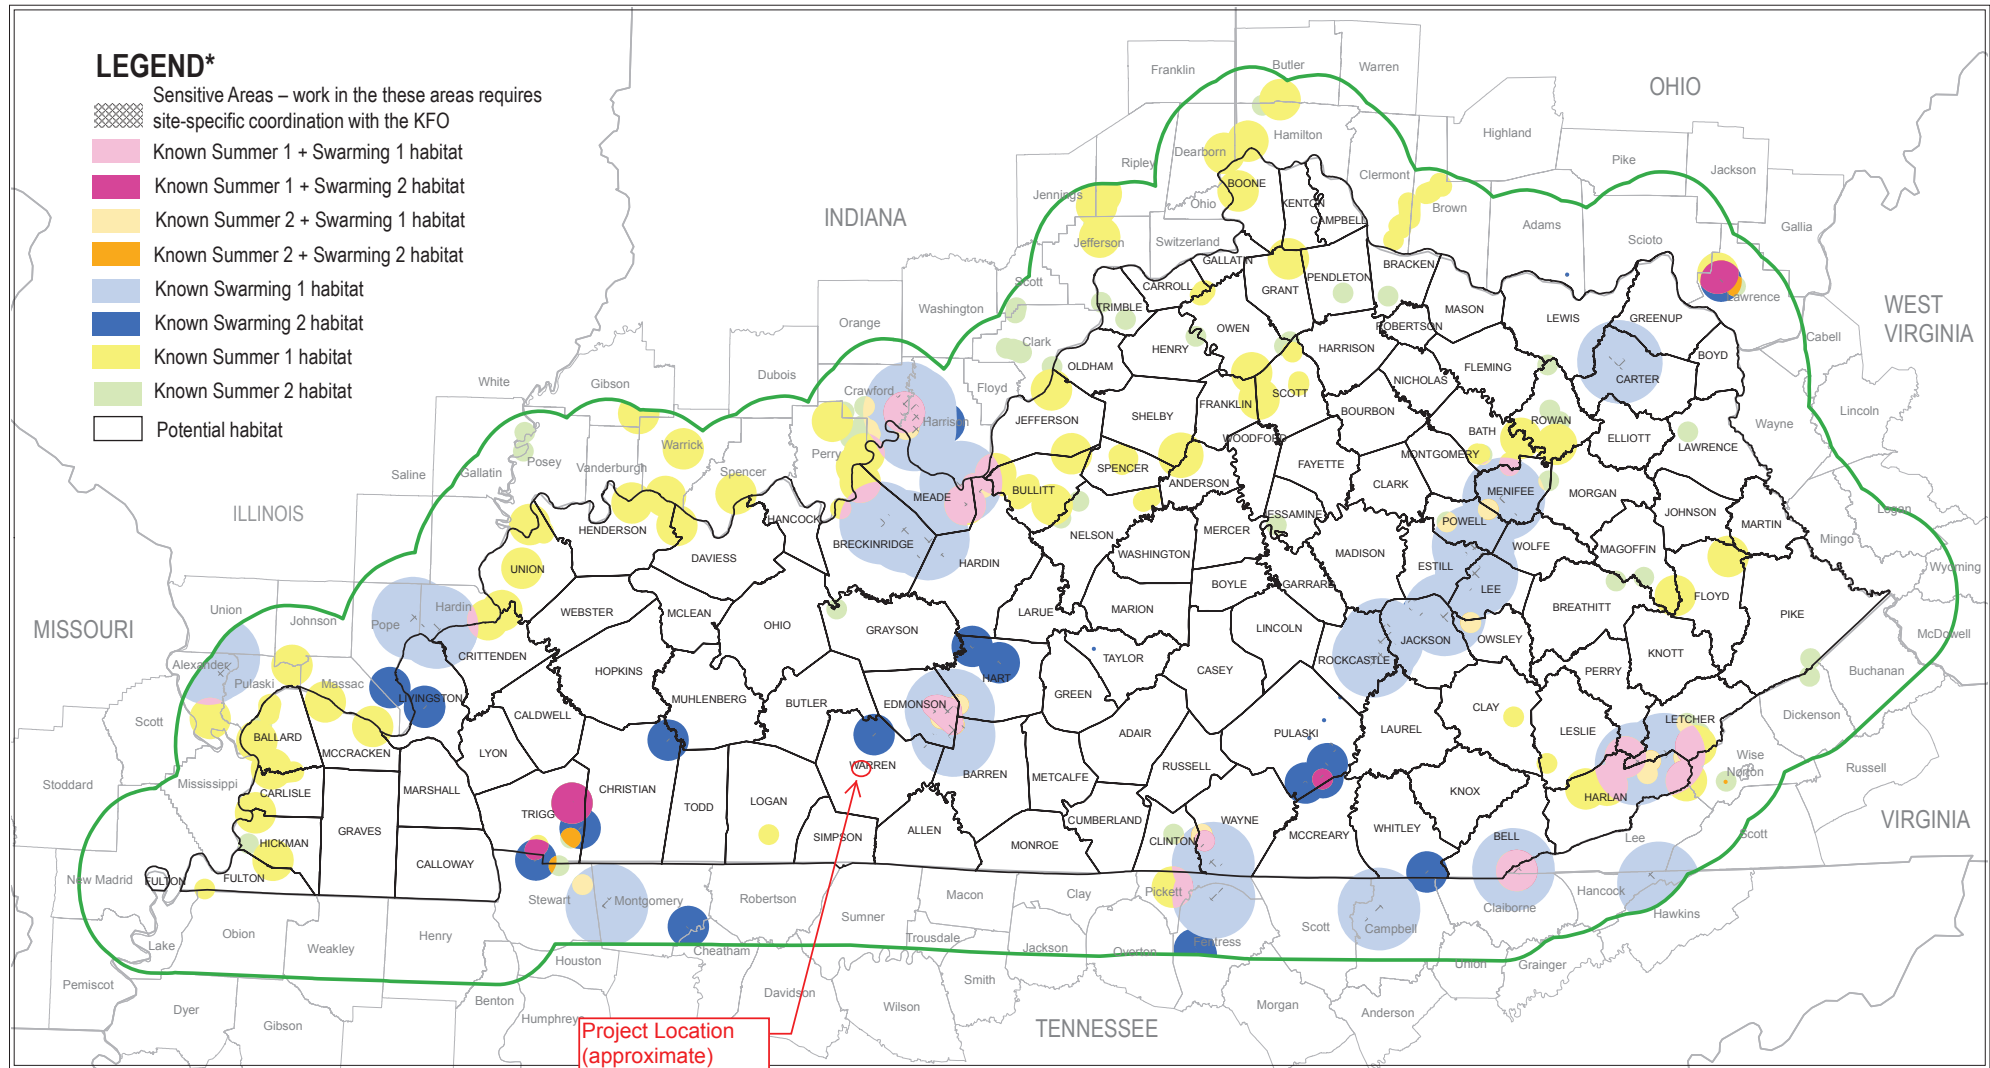 LEGEND*
Sensitive Areas – work in the these areas requires
site-specific coordination with the KFO
Known Summer 1 + Swarming 1 habitat
Known Summer 1 + Swarming 2 habitat
Known Summer 2 + Swarming 1 habitat
Known Summer 2 + Swarming 2 habitat
Known Swarming 1 habitat
Known Swarming 2 habitat
Known Summer 1 habitat
Known Summer 2 habitat
Potential habitat
Franklin
Butler
Warren
OHIO
Hamilton
Highland
Dearborn
Ripley
Pike
Jackson
Clermont
BOONE
Jennings
Ohio
KENTON
Brown
INDIANA
CAMPBELL
Adams
Gallia
Jefferson
Switzerland
Scioto
GALLATIN
BRACKEN
PENDLETON
Scott
CARROLL
GRANT
Lawrence
WEST
VIRGINIA
TRIMBLE
Washington
MASON
LEWIS
GREENUP
Orange
OWEN
ROBERTSON
Cabell
Clark
HENRY
HARRISON
BOYD
OLDHAM
FLEMING
Dubois
CARTER
White
Gibson
NICHOLAS
Crawford
Floyd
SCOTT
FRANKLIN
BOURBON
Lincoln
SHELBY
JEFFERSON
Harrison
ROWAN
Wayne
BATH
WOODFORD
ELLIOTT
LAWRENCE
Warrick
Perry
MONTGOMERY
Posey
Vanderburgh
Spencer
SPENCER
FAYETTE
Saline
Gallatin
ANDERSON
CLARK
BULLITT
MENIFEE
MORGAN
MEADE
ILLINOIS
JESSAMINE
JOHNSON
Logan
HANCOCK
POWELL
MARTIN
HENDERSON
MERCER
NELSON
Mingo
BRECKINRIDGE
WOLFE
MAGOFFIN
WASHINGTON
MADISON
DAVIESS
HARDIN
ESTILL
Wyoming
UNION
BOYLE
GARRARD
LEE
FLOYD
Hardin
BREATHITT
Union
WEBSTER
MCLEAN
LARUE
MARION
PIKE
Johnson
OHIO
GRAYSON
LINCOLN
Pope
MISSOURI
McDowell
JACKSON
OWSLEY
CRITTENDEN
KNOTT
TAYLOR
ROCKCASTLE
Alexander
HOPKINS
CASEY
PERRY
Buchanan
HART
Pulaski
Massac
LIVINGSTON
MUHLENBERG
BUTLER
EDMONSON
GREEN
CLAY
CALDWELL
Dickenson
Scott
LETCHER
LAUREL
LESLIE
BALLARD
ADAIR
PULASKI
MCCRACKEN
LYON
Wise
WARREN
RUSSELL
Russell
Norton
BARREN
METCALFE
Stoddard
Mississippi
MARSHALL
CHRISTIAN
CARLISLE
KNOX
HARLAN
LOGAN
TODD
TRIGG
CUMBERLAND
WAYNE
VIRGINIA
GRAVES
ALLEN
SIMPSON
MCCREARY
WHITLEY
BELL
Lee
Scott
HICKMAN
MONROE
CLINTON
CALLOWAY
FULTON
FULTON
New Madrid
Stewart
Montgomery
Robertson
Macon
Clay
Pickett
Hancock
Claiborne
Sumner
Hawkins
Obion
Henry
Trousdale
Scott
Campbell
Lake
Weakley
Cheatham
Jackson
Overton
Fentress
Houston
Union
Grainger
Pemiscot
Smith
Benton
Davidson
Wilson
Morgan
Dyer
Anderson
Gibson
Humphreys
TENNESSEE
Project Location
(approximate)